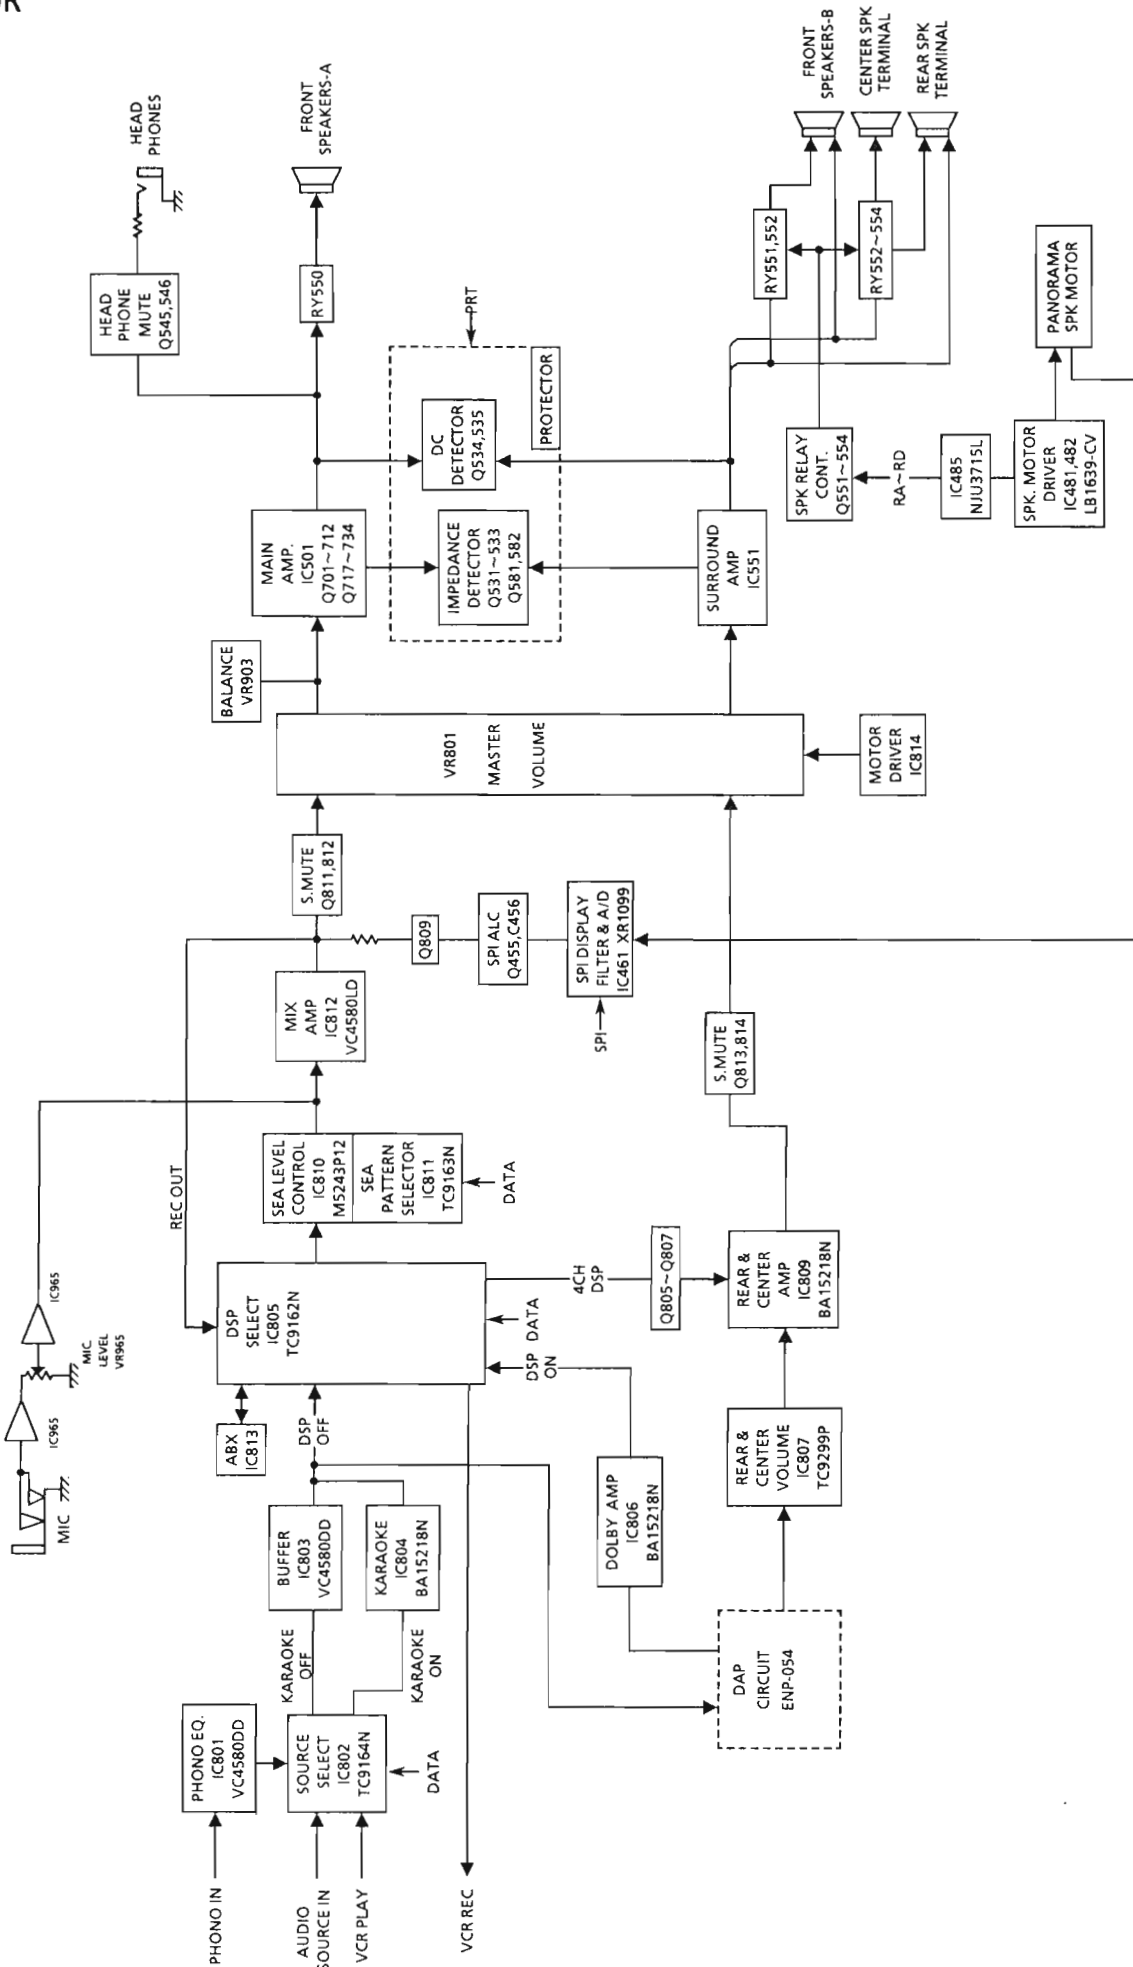 PHONO IN
AUDIO
SOURCE IN
VCR PLAY
VCR REC
PHONO EQ.
IC801
VC4580DD
SOURCE
SELECT
IC802
TC9164N
DATA
KARAOKE
OFF
KARAOKE
ON
BUFFER
IC803
VC4580DD
KARAOKE
IC804
BA15218N
MIC
IC965
MIC
LEVEL
VR965
IC965
ABX
IC813
DSP
OFF
DSP
SELECT
IC805
TC9162N
DSP
ON
DATA
4CH
DSP
REC OUT
DOLBY AMP
IC806
BA15218N
DAP
CIRCUIT
ENP-054
REAR &
CENTER
VOLUME
IC807
TC9299P
Q805~Q807
REAR &
CENTER
AMP
IC809
BA15218N
SEA LEVEL
CONTROL
IC810
M5243P12
SEA
PATTERN
SELECTOR
IC811
TC9163N
DATA
MIX
AMP
IC812
VC4580LD
S.MUTE
Q811,812
Q809
SPI ALC
Q455,C456
SPI DISPLAY
FILTER & A/D
IC461 XR1099
SPI
S.MUTE
Q813,814
VR801
MASTER
VOLUME
MOTOR
DRIVER
IC814
BALANCE
VR903
MAIN
AMP.
IC501
Q701~712
Q717~734
IMPEDANCE
DETECTOR
Q531~533
Q581,582
DC
DETECTOR
Q534,535
PROTECTOR
PRT
SURROUND
AMP
IC551
HEAD
PHONE
MUTE
Q545,546
HEAD
PHONES
RY550
FRONT
SPEAKERS-A
SPK RELAY
CONT.
Q551~554
RA~RD
IC485
NJU3715L
SPK. MOTOR
DRIVER
IC481,482
LB1639-CV
PANORAMA
SPK MOTOR
RY551,552
RY552~554
FRONT
SPEAKERS-B
CENTER SPK
TERMINAL
REAR SPK
TERMINAL